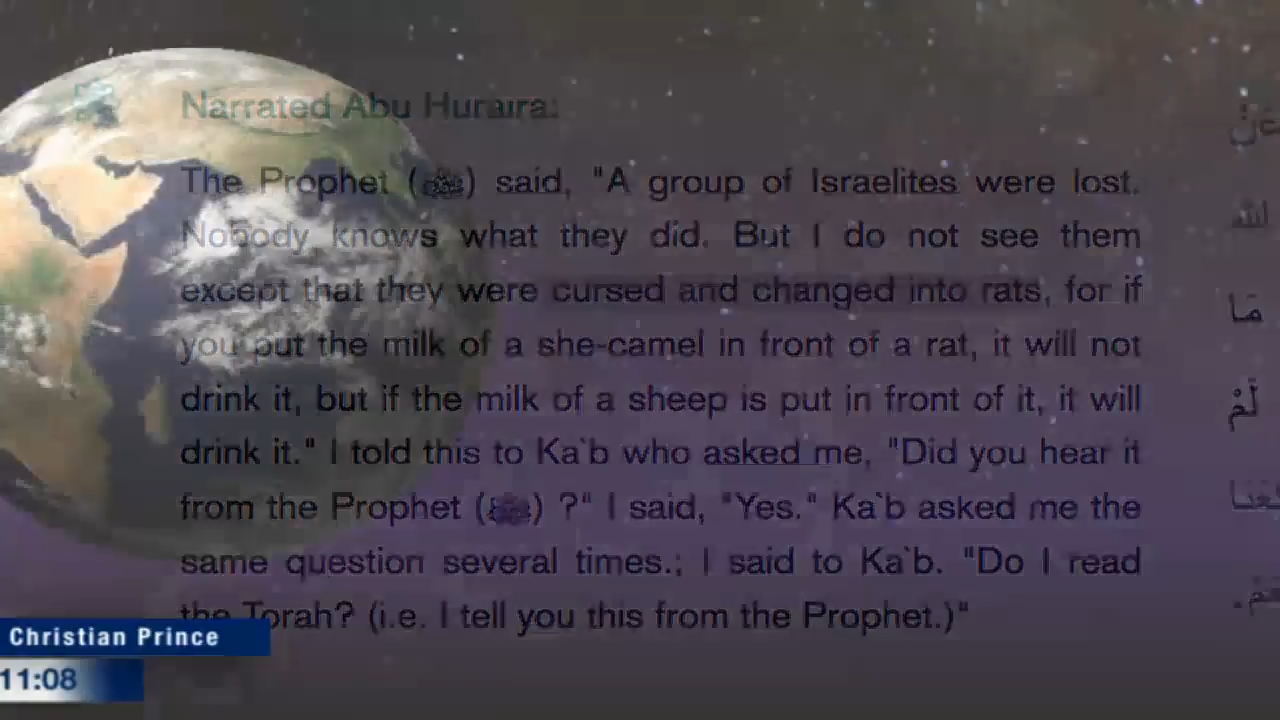 Narrated Abu Huraira:
The Prophet (ﷺ) said, "A group of Israelites were lost.
Nobody knows what they did. But I do not see them
except that they were cursed and changed into rats, for if
you put the milk of a she-camel in front of a rat, it will not
drink it, but if the milk of a sheep is put in front of it, it will
drink it." I told this to Ka`b who asked me, "Did you hear it
from the Prophet (ﷺ) ?" I said, "Yes." Ka`b asked me the
same question several times.; I said to Ka`b. "Do I read
the Torah? (i.e. I tell you this from the Prophet.)"
مَا
لَمْ
Christian Prince
11:08